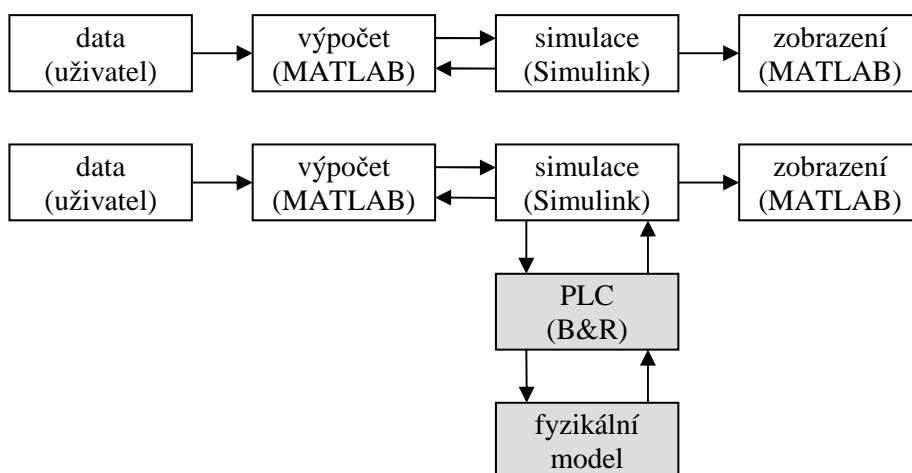 data
(uživatel)
výpočet
(MATLAB)
simulace
(Simulink)
zobrazení
(MATLAB)
data
(uživatel)
výpočet
(MATLAB)
simulace
(Simulink)
zobrazení
(MATLAB)
PLC
(B&R)
fyzikální
model